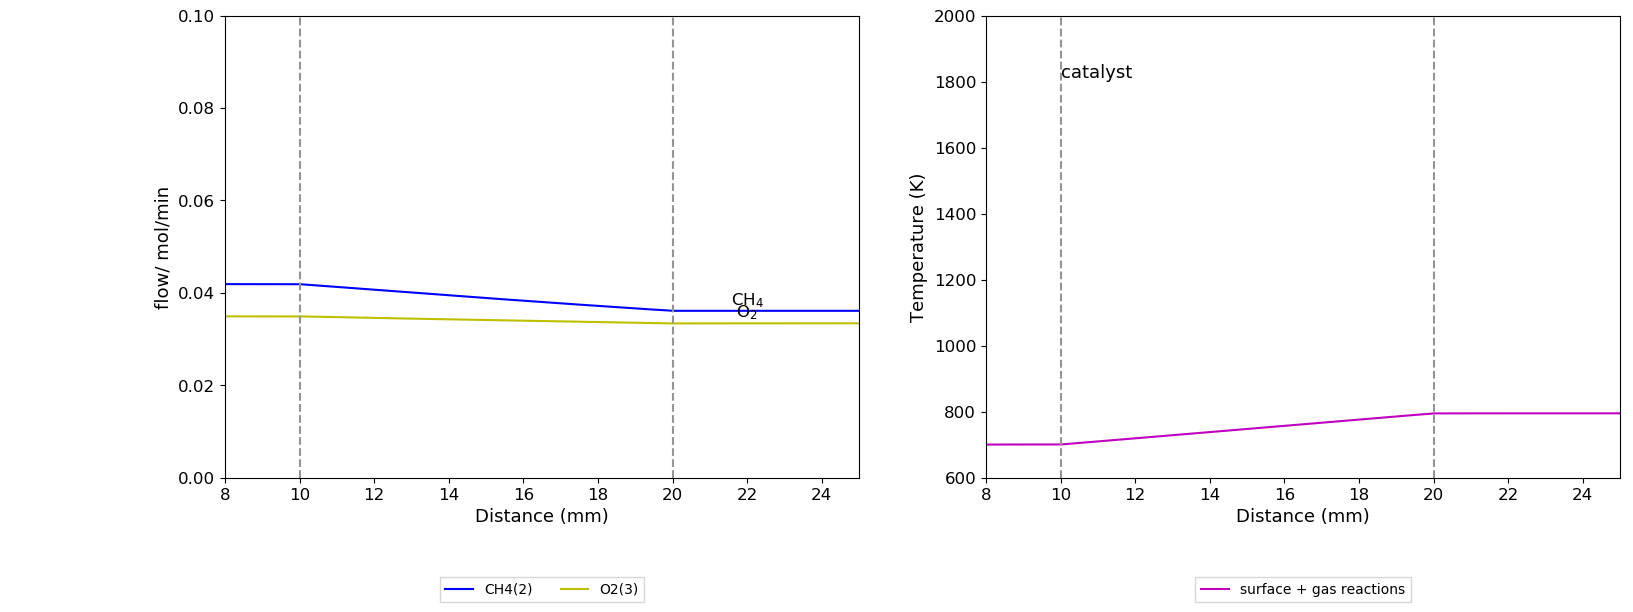 0.10
0.08
0.06
0.04
0.02
0.00
flow/ mol/min
8 10 12 14 16 18 20 22 24
Distance (mm)
CH₄
O₂
CH4(2) O2(3)
2000
1800
1600
1400
1200
1000
800
600
Temperature (K)
catalyst
8 10 12 14 16 18 20 22 24
Distance (mm)
surface + gas reactions